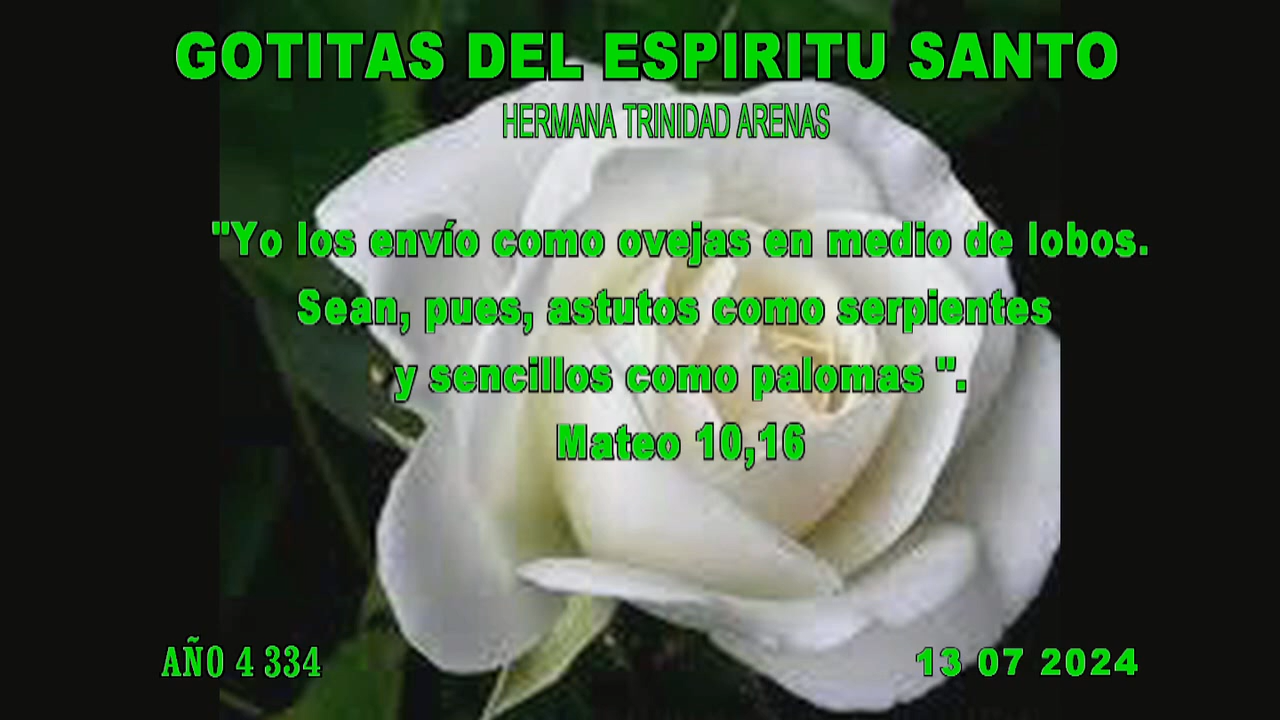 GOTITAS DEL ESPIRITU SANTO
HERMANA TRINIDAD ARENAS
"Yo los envío como ovejas en medio de lobos.
Sean, pues, astutos como serpientes
y sencillos como palomas ".
Mateo 10,16
AÑO 4 334
13 07 2024